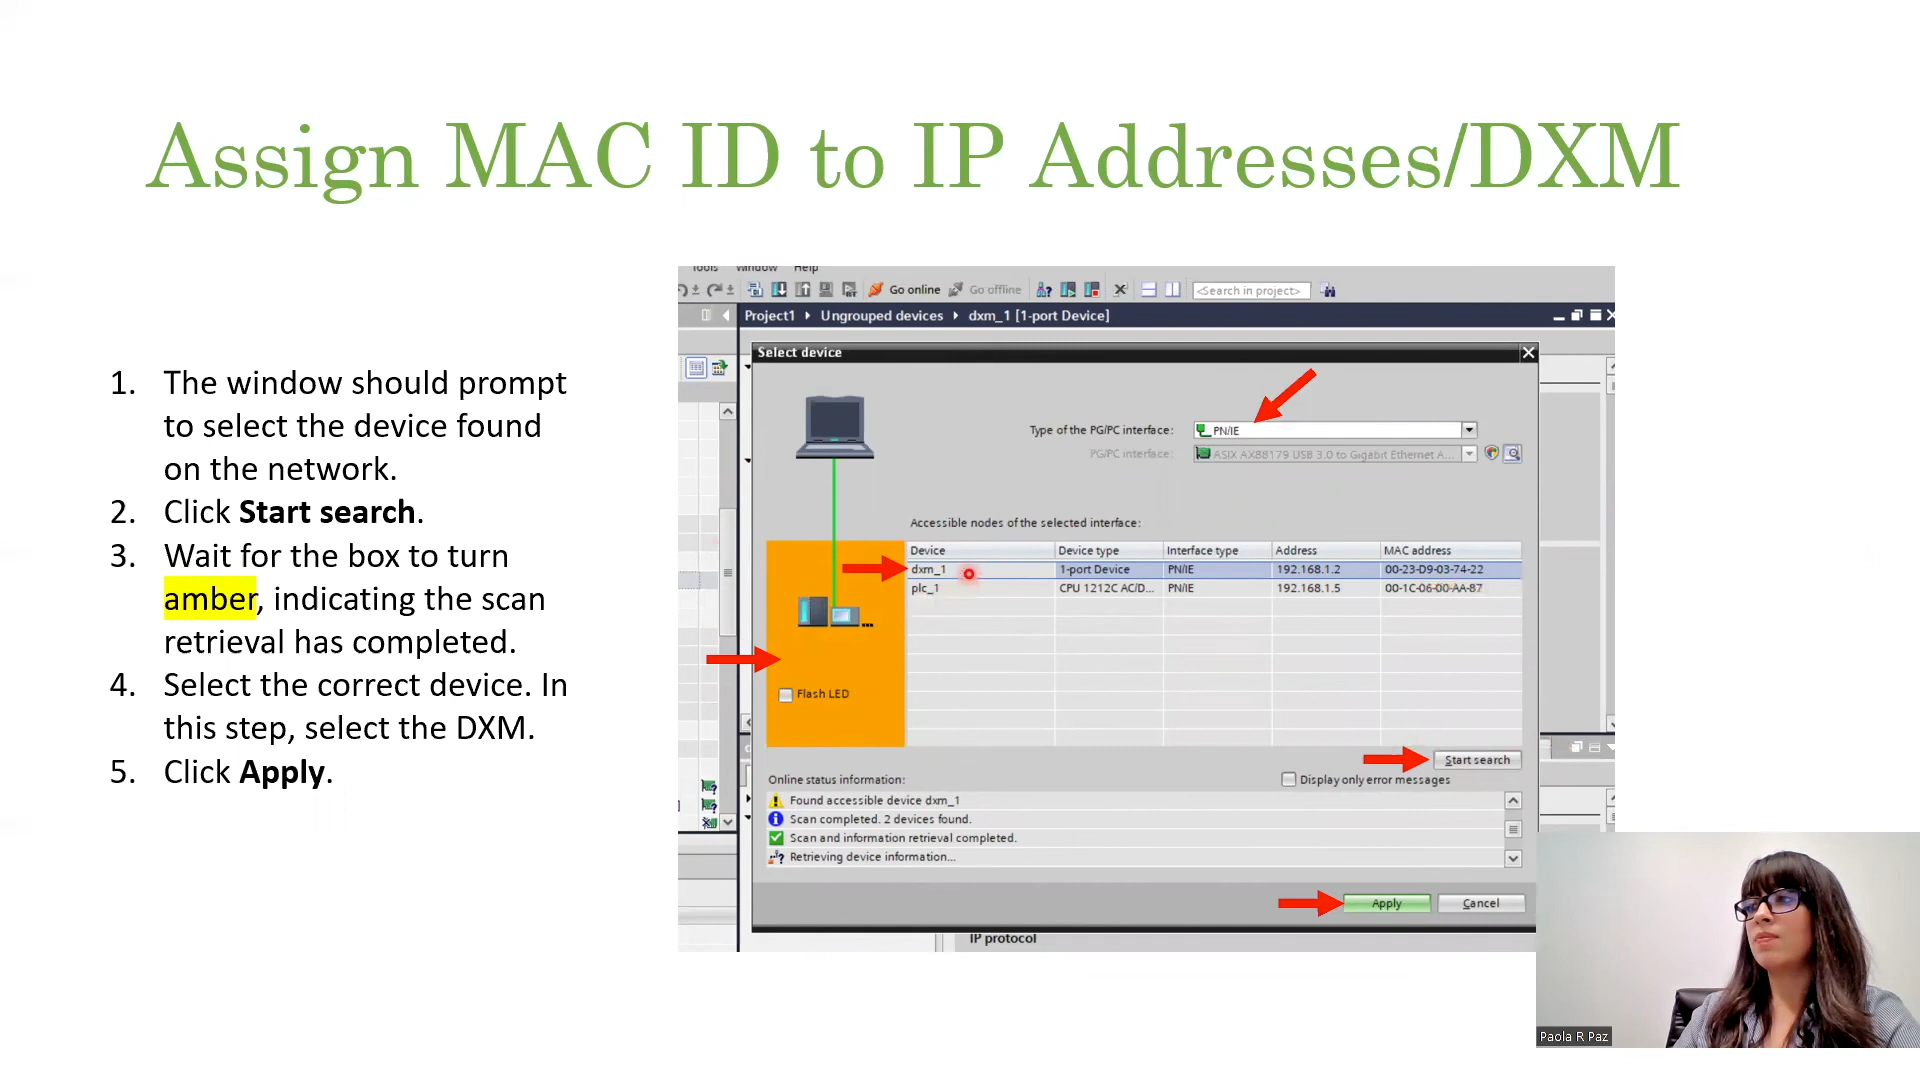 Assign MAC ID to IP Addresses/DXM
1. The window should prompt
to select the device found
on the network.
2. Click Start search.
3. Wait for the box to turn
amber, indicating the scan
retrieval has completed.
4. Select the correct device. In
this step, select the DXM.
5. Click Apply.
Tools Window Help
Go online Go offline <Search in project>
Project1 Ungrouped devices dxm_1 [1-port Device]
Select device
Type of the PG/PC interface: PN/IE
PG/PC interface: ASIX AX88179 USB 3.0 to Gigabit Ethernet A...
Accessible nodes of the selected interface:
Device Device type Interface type Address MAC address
dxm_1 1-port Device PN/IE 192.168.1.2 00-23-D9-03-74-22
plc_1 CPU 1212C AC/D... PN/IE 192.168.1.5 00-1C-06-00-AA-87
Flash LED
Start search
Online status information: Display only error messages
Found accessible device dxm_1
Scan completed. 2 devices found.
Scan and information retrieval completed.
Retrieving device information...
Apply Cancel
IP protocol
Paola R Paz